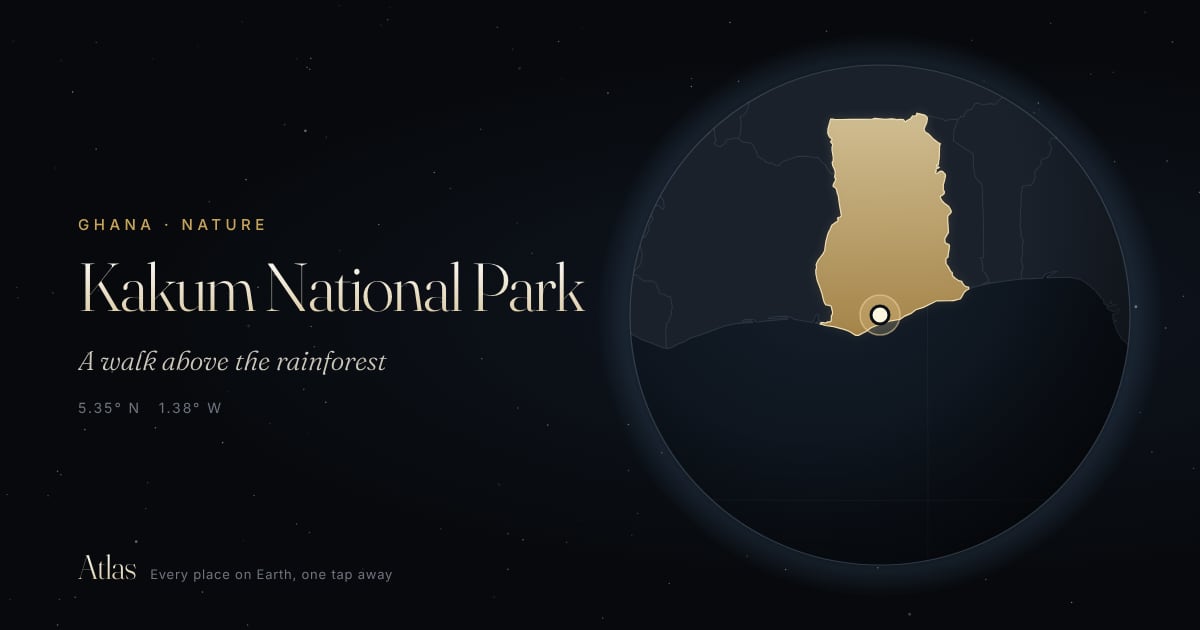 GHANA · NATURE
Kakum National Park
A walk above the rainforest
5.35° N 1.38° W
Atlas Every place on Earth, one tap away